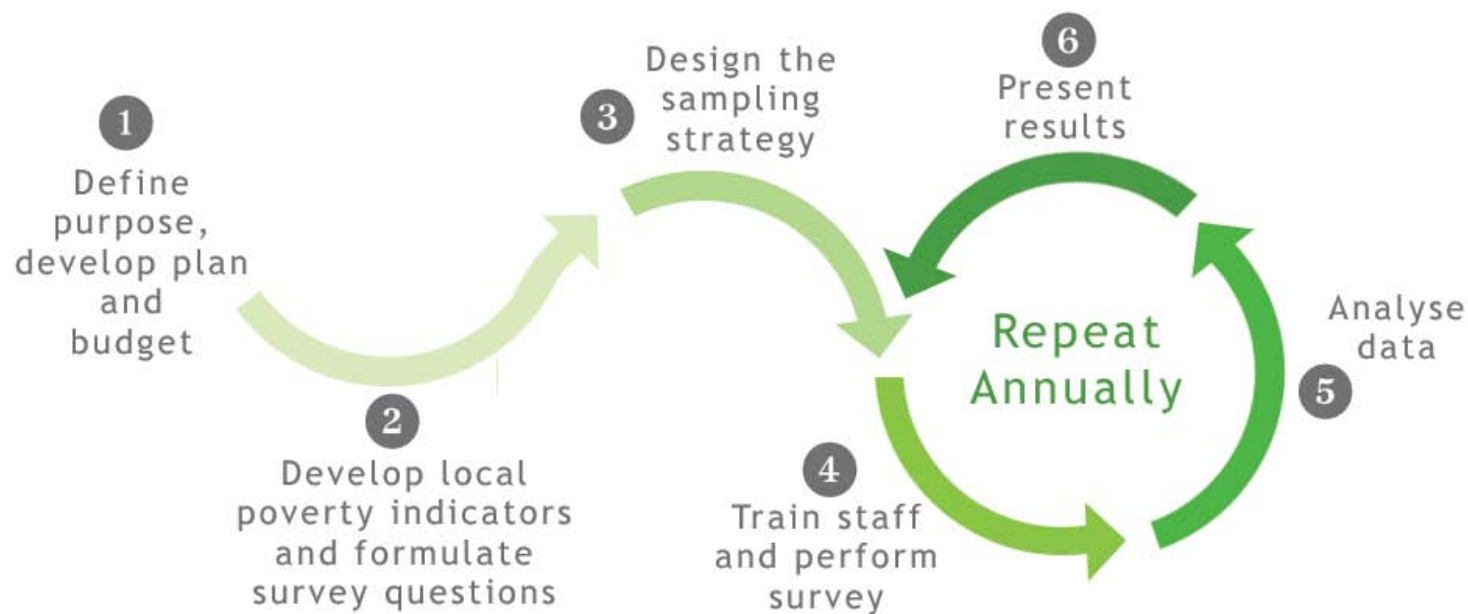 1
Define
purpose,
develop plan
and
budget
2
Develop local
poverty indicators
and formulate
survey questions
3
Design the
sampling
strategy
4
Train staff
and perform
survey
5
Analyse
data
6
Present
results
Repeat
Annually